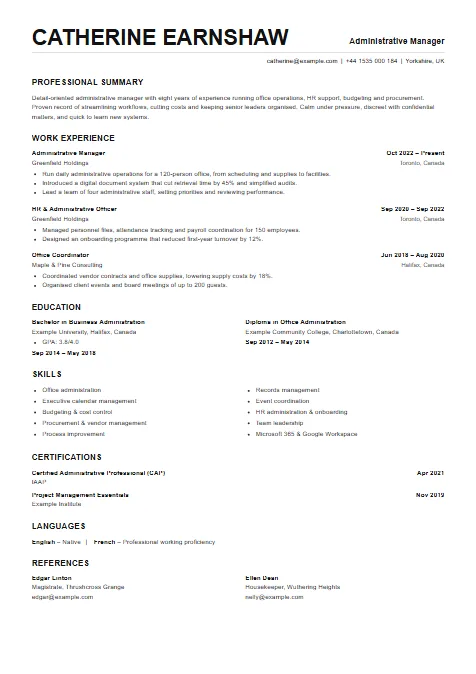 CATHERINE EARNSHAW
Administrative Manager
catherine@example.com | +44 1535 000 184 | Yorkshire, UK
PROFESSIONAL SUMMARY
Detail-oriented administrative manager with eight years of experience running office operations, HR support, budgeting and procurement.
Proven record of streamlining workflows, cutting costs and keeping senior leaders organised. Calm under pressure, discreet with confidential
matters, and quick to learn new systems.
WORK EXPERIENCE
Administrative Manager Oct 2022 – Present
Greenfield Holdings Toronto, Canada
• Run daily administrative operations for a 120-person office, from scheduling and supplies to facilities.
• Introduced a digital document system that cut retrieval time by 45% and simplified audits.
• Lead a team of four administrative staff, setting priorities and reviewing performance.
HR & Administrative Officer Sep 2020 – Sep 2022
Greenfield Holdings Toronto, Canada
• Managed personnel files, attendance tracking and payroll coordination for 150 employees.
• Designed an onboarding programme that reduced first-year turnover by 12%.
Office Coordinator Jun 2018 – Aug 2020
Maple & Pine Consulting Halifax, Canada
• Coordinated vendor contracts and office supplies, lowering supply costs by 18%.
• Organised client events and board meetings of up to 200 guests.
EDUCATION
Bachelor in Business Administration
Example University, Halifax, Canada
• GPA: 3.8/4.0
Sep 2014 – May 2018
Diploma in Office Administration
Example Community College, Charlottetown, Canada
Sep 2012 – May 2014
SKILLS
• Office administration
• Executive calendar management
• Budgeting & cost control
• Procurement & vendor management
• Process improvement
• Records management
• Event coordination
• HR administration & onboarding
• Team leadership
• Microsoft 365 & Google Workspace
CERTIFICATIONS
Certified Administrative Professional (CAP) Apr 2021
IAAP
Project Management Essentials Nov 2019
Example Institute
LANGUAGES
English – Native | French – Professional working proficiency
REFERENCES
Edgar Linton
Magistrate, Thrushcross Grange
edgar@example.com
Ellen Dean
Housekeeper, Wuthering Heights
nelly@example.com